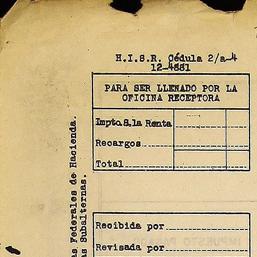 H.I.S.R. Cédula 2/a-4
12-4881
PARA SER LLENADO POR LA
OFICINA RECEPTORA
Impto.S.la Renta
Recargos
Total
as Federales de Hacienda.
as Subalternas.
Recibida por
Revisada por